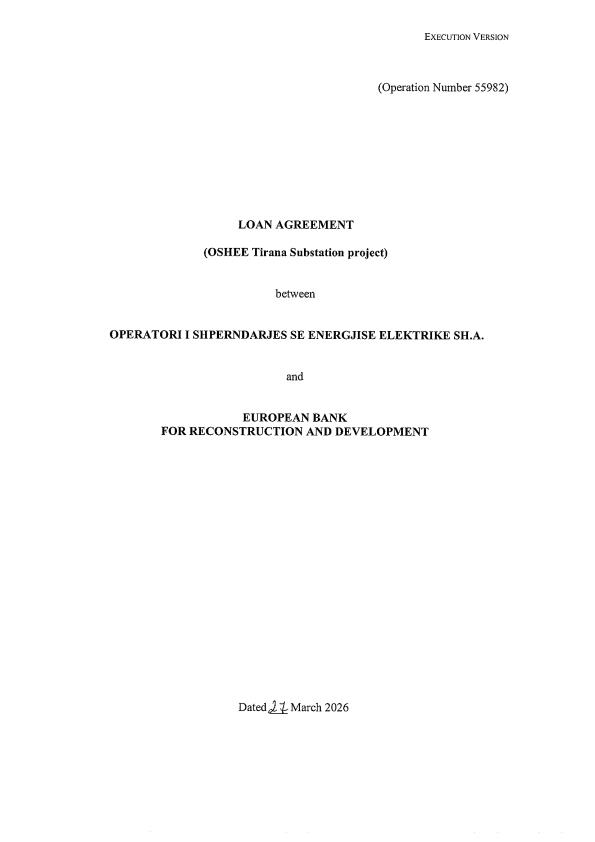 EXECUTION VERSION
(Operation Number 55982)
LOAN AGREEMENT
(OSHEE Tirana Substation project)
between
OPERATORI I SHPERNDARJES SE ENERGJISE ELEKTRIKE SH.A.
and
EUROPEAN BANK
FOR RECONSTRUCTION AND DEVELOPMENT
Dated 27 March 2026